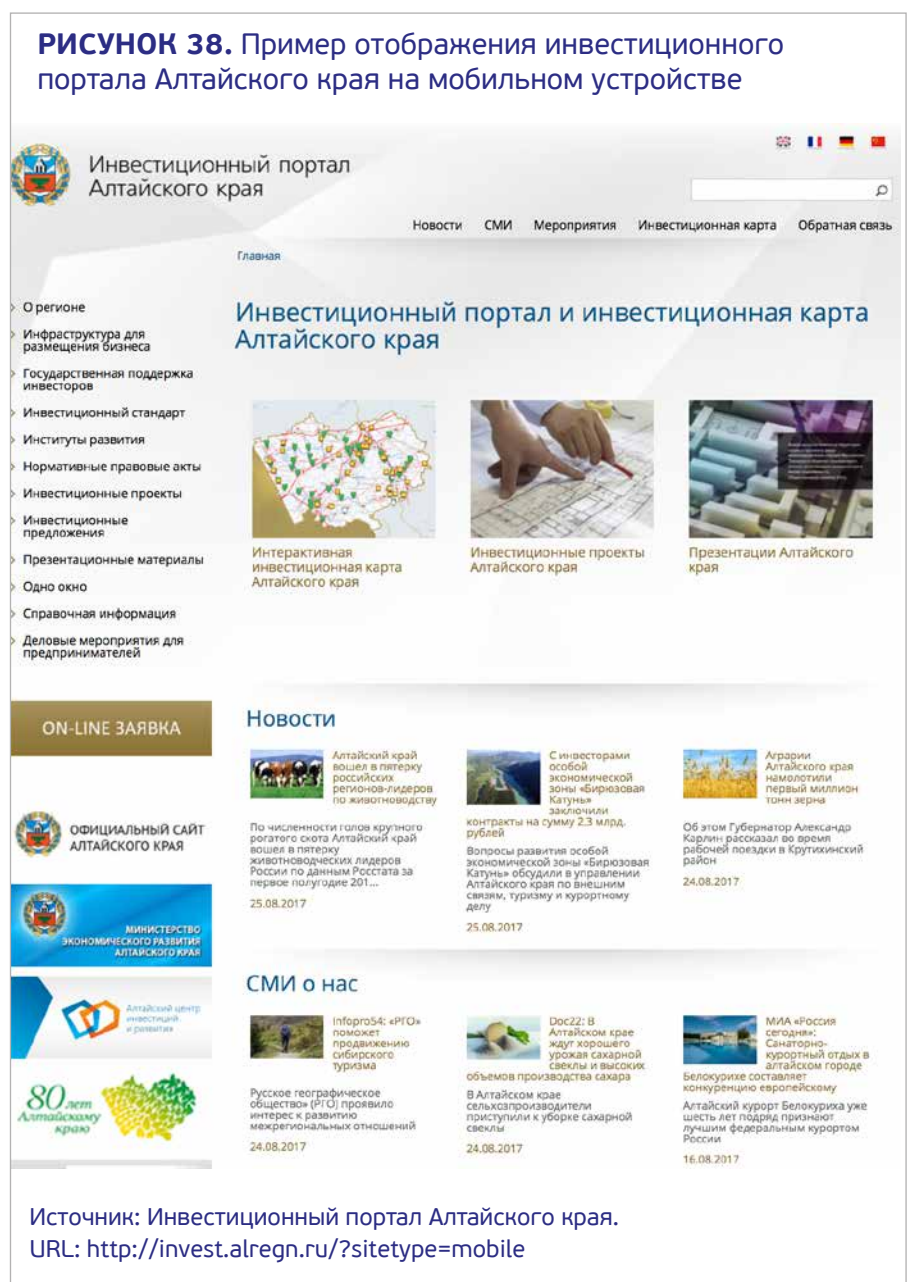 РИСУНОК 38. Пример отображения инвестиционного
портала Алтайского края на мобильном устройстве
Инвестиционный портал
Алтайского края
Новости СМИ Мероприятия Инвестиционная карта Обратная связь
Главная
О регионе
Инфраструктура для
размещения бизнеса
Государственная поддержка
инвесторов
Инвестиционный стандарт
Институты развития
Нормативные правовые акты
Инвестиционные проекты
Инвестиционные
предложения
Презентационные материалы
Одно окно
Справочная информация
Деловые мероприятия для
предпринимателей
ON-LINE ЗАЯВКА
ОФИЦИАЛЬНЫЙ САЙТ
АЛТАЙСКОГО КРАЯ
МИНИСТЕРСТВО
ЭКОНОМИЧЕСКОГО РАЗВИТИЯ
АЛТАЙСКОГО КРАЯ
Алтайский центр
инвестиций
и развития
80 лет
Алтайскому
краю
Инвестиционный портал и инвестиционная карта
Алтайского края
Интерактивная
инвестиционная карта
Алтайского края
Инвестиционные проекты
Алтайского края
Презентации Алтайского
края
Новости
Алтайский край
вошел в пятерку
российских
регионов-лидеров
по животноводству
По численности голов крупного
рогатого скота Алтайский край
вошел в пятерку
животноводческих лидеров
России по данным Росстата за
первое полугодие 201...
25.08.2017
С инвесторами
особой
экономической
зоны «Бирюзовая
Катунь»
заключили
контракты на сумму 2,3 млрд.
рублей
Вопросы развития особой
экономической зоны «Бирюзовая
Катунь» обсудили в управлении
Алтайского края по внешним
связям, туризму и курортному
делу
25.08.2017
Аграрии
Алтайского края
намолотили
первый миллион
тонн зерна
Об этом Губернатор Александр
Карлин рассказал во время
рабочей поездки в Крутихинский
район
24.08.2017
СМИ о нас
Infopro54: «РГО»
поможет
продвижению
сибирского
туризма
Русское географическое
общество» (РГО) проявило
интерес к развитию
межрегиональных отношений
24.08.2017
Doc22: В
Алтайском крае
ждут хорошего
урожая сахарной
свеклы и высоких
объемов производства сахара
В Алтайском крае
сельхозпроизводители
приступили к уборке сахарной
свеклы
24.08.2017
МИА «Россия
сегодня»:
Санаторно-
курортный отдых в
алтайском городе
Белокурихе составляет
конкуренцию европейскому
Алтайский курорт Белокуриха уже
шесть лет подряд признают
лучшим федеральным курортом
России
16.08.2017
Источник: Инвестиционный портал Алтайского края.
URL: http://invest.alregn.ru/?sitetype=mobile